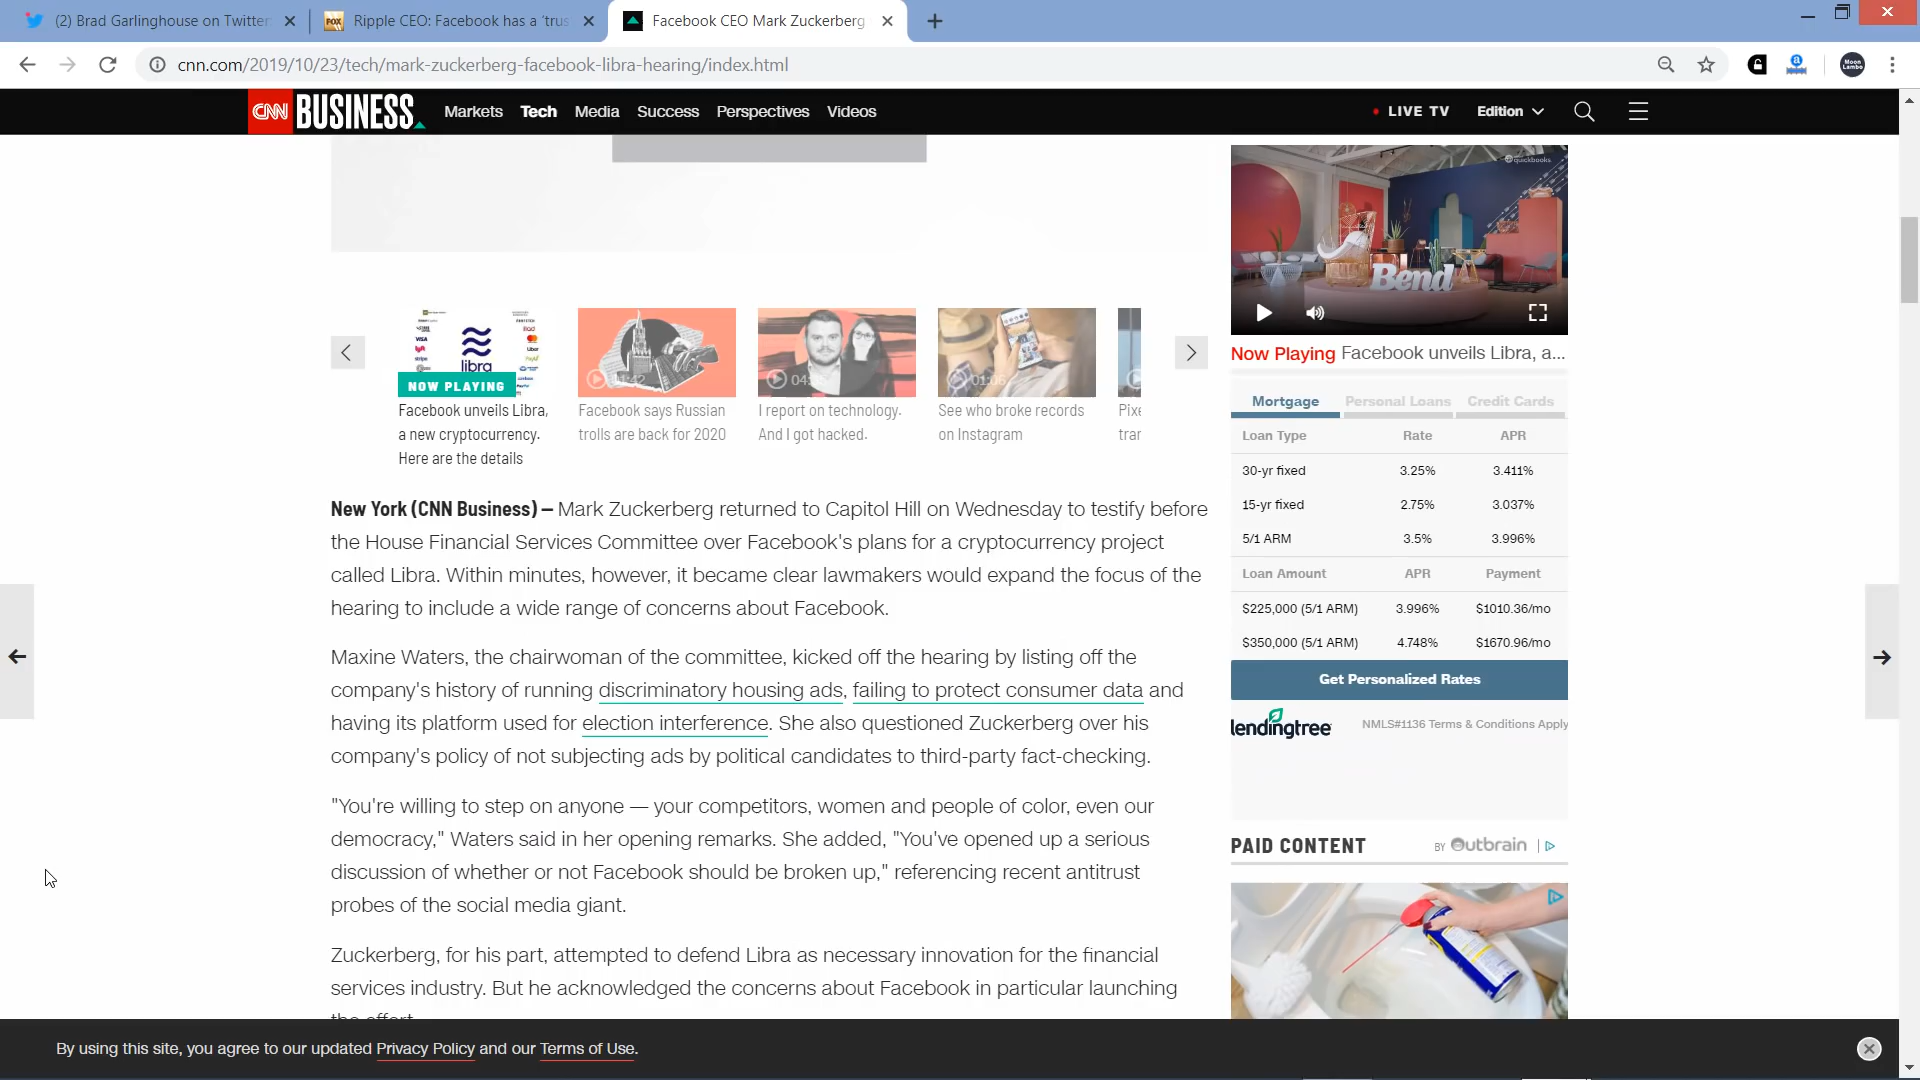 (2) Brad Garlinghouse on Twitter
Ripple CEO: Facebook has a 'trus
Facebook CEO Mark Zuckerberg
cnn.com/2019/10/23/tech/mark-zuckerberg-facebook-libra-hearing/index.html
Moon Lambo
CNN BUSINESS Markets Tech Media Success Perspectives Videos LIVE TV Edition
quickbooks
Bend
Now Playing Facebook unveils Libra, a...
VISA
stripe
libra
Uber
NOW PLAYING
04:
01:06
Facebook unveils Libra,
a new cryptocurrency.
Here are the details
Facebook says Russian
trolls are back for 2020
I report on technology.
And I got hacked.
See who broke records
on Instagram
Pixe
trar
Mortgage Personal Loans Credit Cards
Loan Type Rate APR
30-yr fixed 3.25% 3.411%
15-yr fixed 2.75% 3.037%
5/1 ARM 3.5% 3.996%
Loan Amount APR Payment
$225,000 (5/1 ARM) 3.996% $1010.36/mo
$350,000 (5/1 ARM) 4.748% $1670.96/mo
Get Personalized Rates
lendingtree NMLS#1136 Terms & Conditions Apply
New York (CNN Business) — Mark Zuckerberg returned to Capitol Hill on Wednesday to testify before
the House Financial Services Committee over Facebook's plans for a cryptocurrency project
called Libra. Within minutes, however, it became clear lawmakers would expand the focus of the
hearing to include a wide range of concerns about Facebook.
Maxine Waters, the chairwoman of the committee, kicked off the hearing by listing off the
company's history of running discriminatory housing ads, failing to protect consumer data and
having its platform used for election interference. She also questioned Zuckerberg over his
company's policy of not subjecting ads by political candidates to third-party fact-checking.
"You're willing to step on anyone — your competitors, women and people of color, even our
democracy," Waters said in her opening remarks. She added, "You've opened up a serious
discussion of whether or not Facebook should be broken up," referencing recent antitrust
probes of the social media giant.
Zuckerberg, for his part, attempted to defend Libra as necessary innovation for the financial
services industry. But he acknowledged the concerns about Facebook in particular launching
the effort.
PAID CONTENT BY Outbrain
By using this site, you agree to our updated Privacy Policy and our Terms of Use.